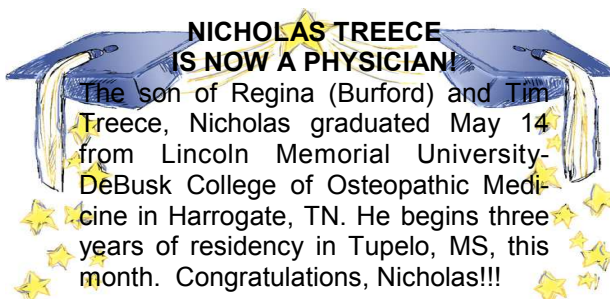 NICHOLAS TREECE
IS NOW A PHYSICIAN!
The son of Regina (Burford) and Tim
Treece, Nicholas graduated May 14
from Lincoln Memorial University-
DeBusk College of Osteopathic Medi-
cine in Harrogate, TN. He begins three
years of residency in Tupelo, MS, this
month.  Congratulations, Nicholas!!!